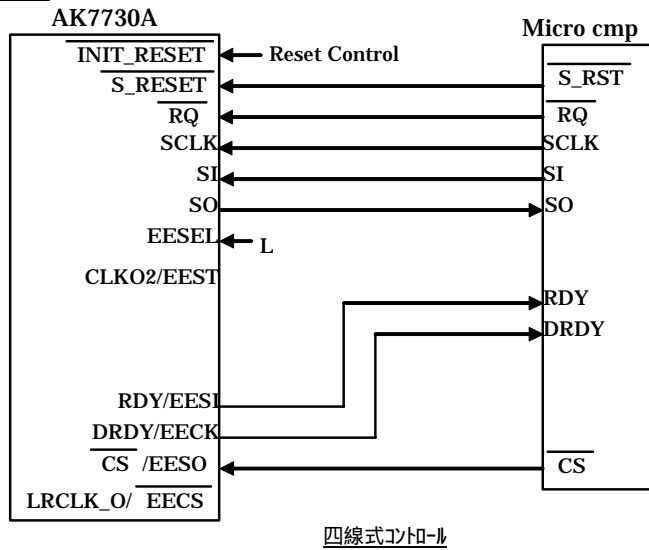 AK7730A
Micro cmp
INIT_RESET
Reset Control
S_RESET
S_RST
RQ
RQ
SCLK
SCLK
SI
SI
SO
SO
EESEL
L
CLKO2/EEST
RDY
DRDY
RDY/EESI
DRDY/EECK
CS /EESO
CS
LRCLK_O/ EECS
四線式コントロール